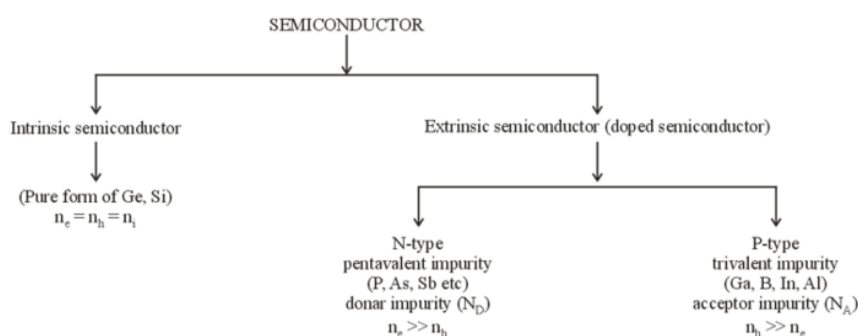 SEMICONDUCTOR
Intrinsic semiconductor
Extrinsic semiconductor (doped semiconductor)
(Pure form of Ge, Si)
nₑ = nₕ = nᵢ
N-type
pentavalent impurity
(P, As, Sb etc)
donar impurity (N_D)
nₑ >> nₕ
P-type
trivalent impurity
(Ga, B, In, Al)
acceptor impurity (N_A)
nₕ >> nₑ